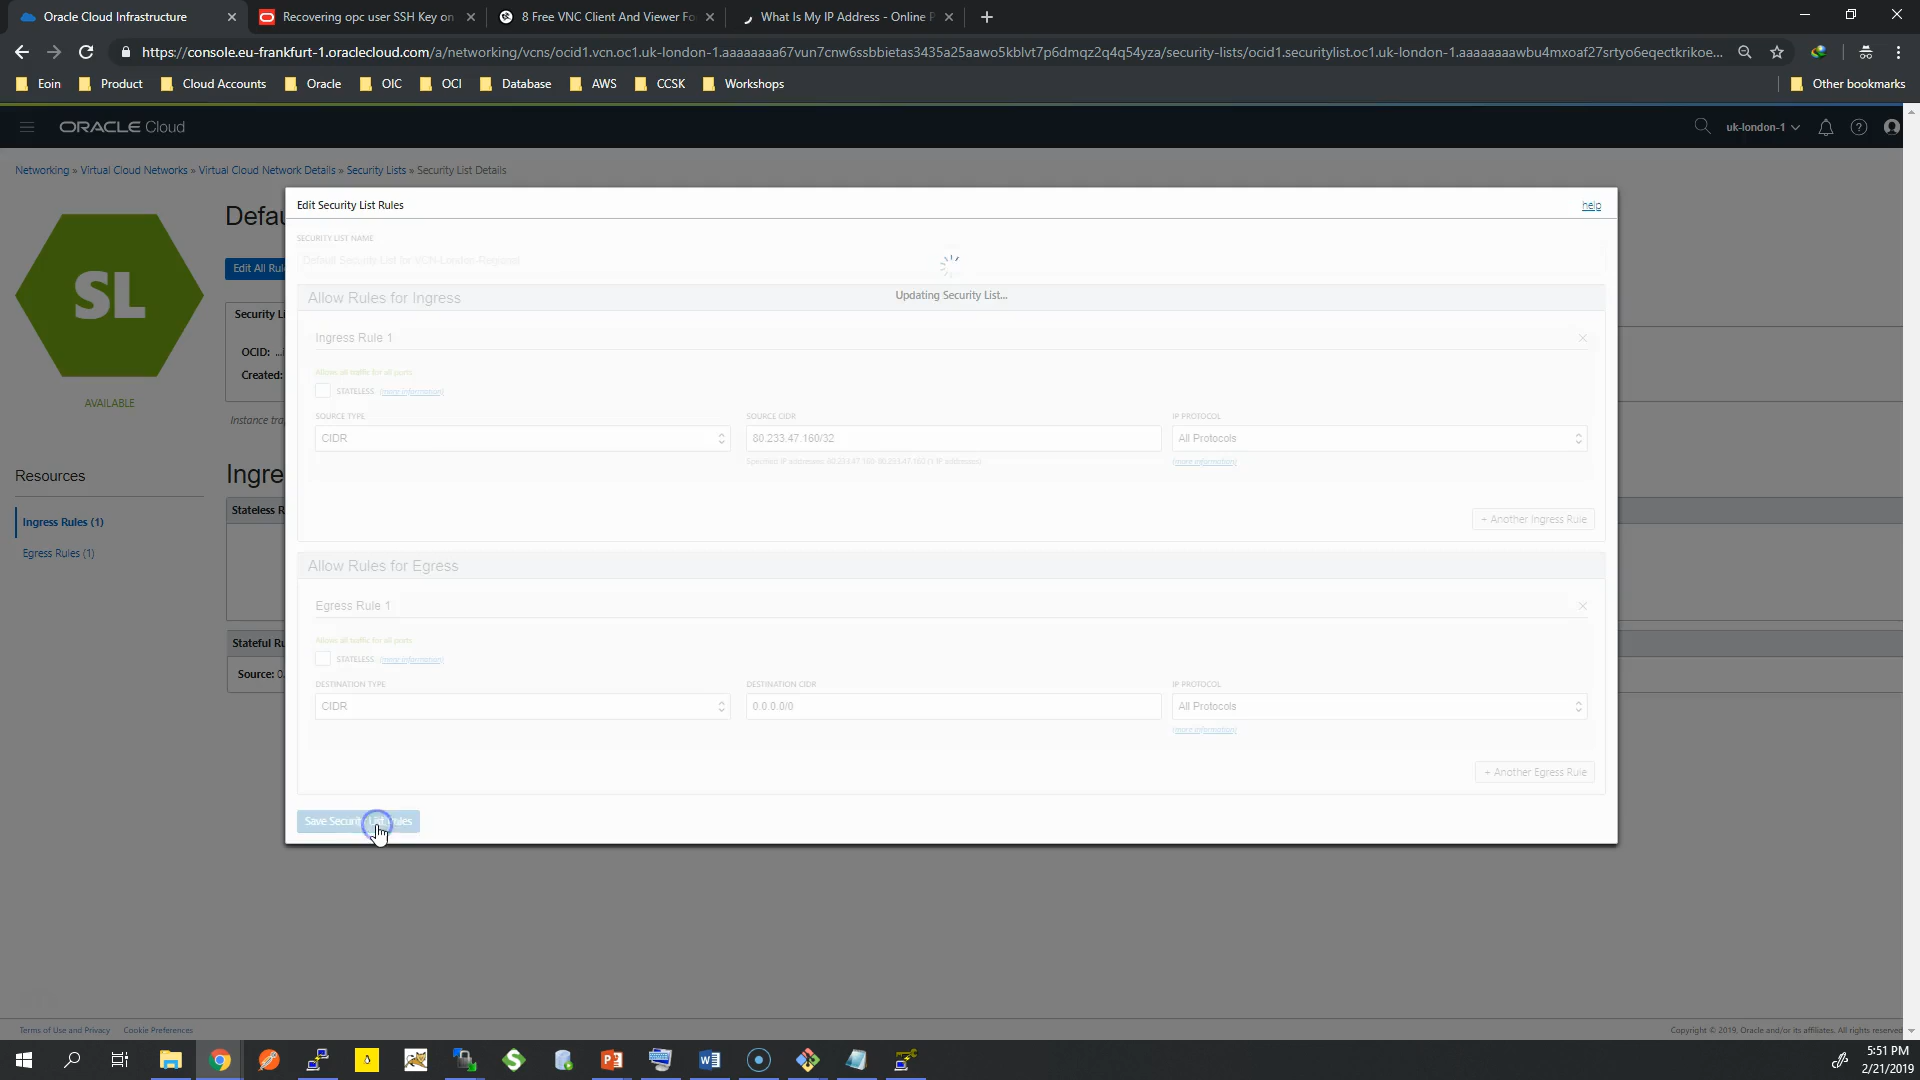 Oracle Cloud Infrastructure
Recovering opc user SSH Key on
8 Free VNC Client And Viewer Fo
What Is My IP Address - Online P
https://console.eu-frankfurt-1.oraclecloud.com/a/networking/vcns/ocid1.vcn.oc1.uk-london-1.aaaaaaaa67vun7cnw6ssbbietas3435a25aawo5kblvt7p6dmqz2q4q54yza/security-lists/ocid1.securitylist.oc1.uk-london-1.aaaaaaaawbu4mxoaf27srtyo6eqectkrikoe...
Eoin
Product
Cloud Accounts
Oracle
OIC
OCI
Database
AWS
CCSK
Workshops
Other bookmarks
ORACLE Cloud
uk-london-1
Networking » Virtual Cloud Networks » Virtual Cloud Network Details » Security Lists » Security List Details
SL
AVAILABLE
Defau
Edit All Rul
Security Li
OCID: ...
Created:
Instance tra
Resources
Ingress Rules (1)
Egress Rules (1)
Ingre
Stateless R
Stateful Ru
Source: 0.
Edit Security List Rules
help
SECURITY LIST NAME
Default Security List for VCN-London-Regional
Updating Security List...
Allow Rules for Ingress
Ingress Rule 1
Allows all traffic for all ports
STATELESS (more information)
SOURCE TYPE
SOURCE CIDR
IP PROTOCOL
CIDR
80.233.47.160/32
All Protocols
Specified IP addresses: 80.233.47.160-80.233.47.160 (1 IP addresses)
(more information)
+ Another Ingress Rule
Allow Rules for Egress
Egress Rule 1
Allows all traffic for all ports
STATELESS (more information)
DESTINATION TYPE
DESTINATION CIDR
IP PROTOCOL
CIDR
0.0.0.0/0
All Protocols
(more information)
+ Another Egress Rule
Save Security List Rules
Terms of Use and Privacy
Cookie Preferences
Copyright © 2019, Oracle and/or its affiliates. All rights reserved
5:51 PM
2/21/2019